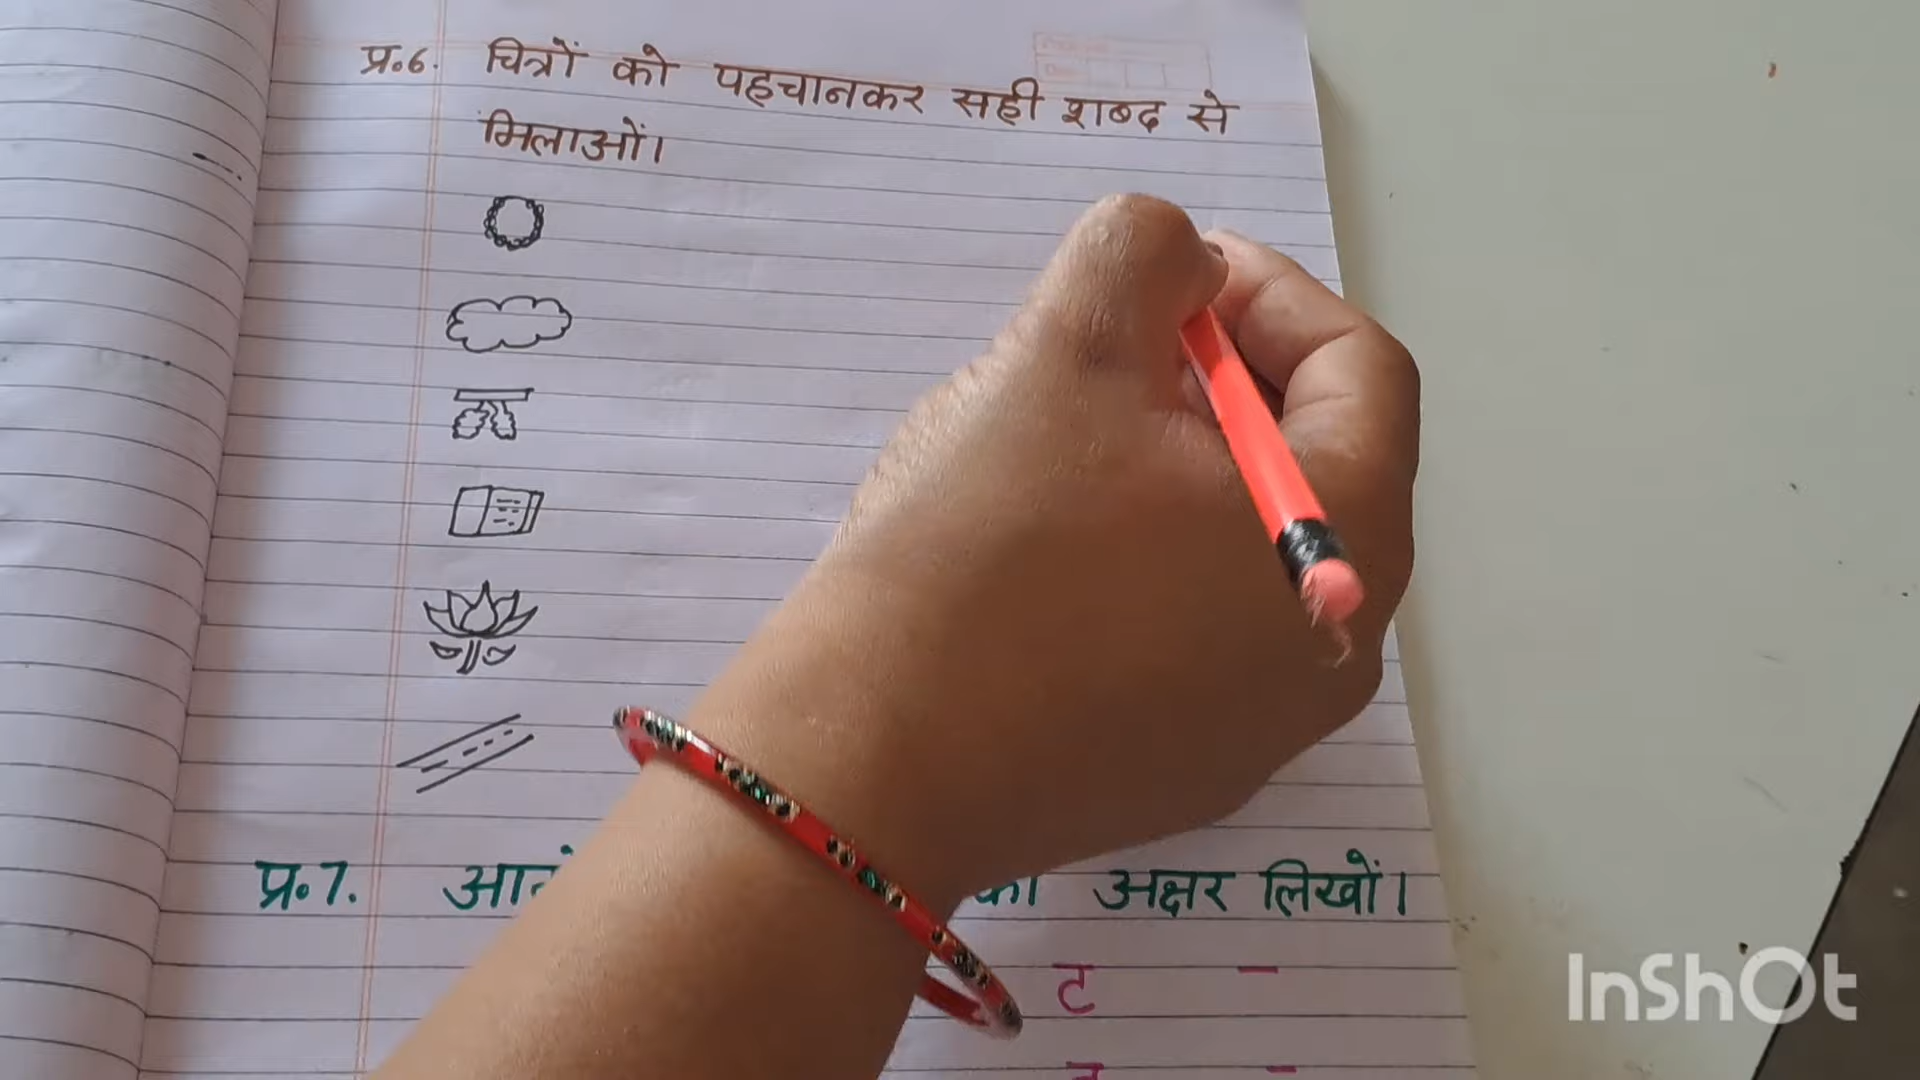 प्र.6. चित्रों को पहचानकर सही शब्द से
मिलाओं।
प्र.7. अक्षर लिखों।
ट -
-
InShOt